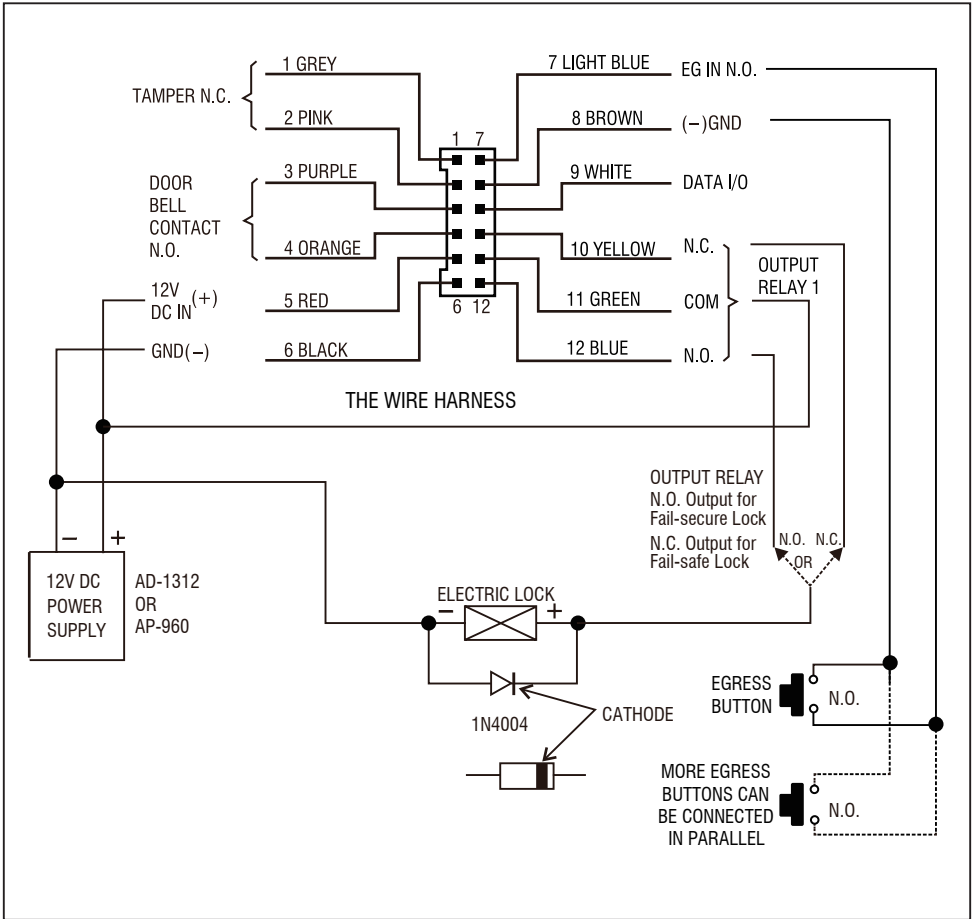 1 GREY
TAMPER N.C.
2 PINK
3 PURPLE
DOOR
BELL
CONTACT
N.O.
4 ORANGE
12V
DC IN (+)
5 RED
GND(−)
6 BLACK
1 7
6 12
7 LIGHT BLUE
EG IN N.O.
8 BROWN
(−)GND
9 WHITE
DATA I/O
10 YELLOW
N.C.
11 GREEN
COM
12 BLUE
N.O.
OUTPUT
RELAY 1
THE WIRE HARNESS
OUTPUT RELAY
N.O. Output for
Fail-secure Lock
N.C. Output for
Fail-safe Lock
N.O. N.C.
OR
− +
12V DC
POWER
SUPPLY
AD-1312
OR
AP-960
ELECTRIC LOCK
− +
1N4004
CATHODE
EGRESS
BUTTON
N.O.
MORE EGRESS
BUTTONS CAN
BE CONNECTED
IN PARALLEL
N.O.